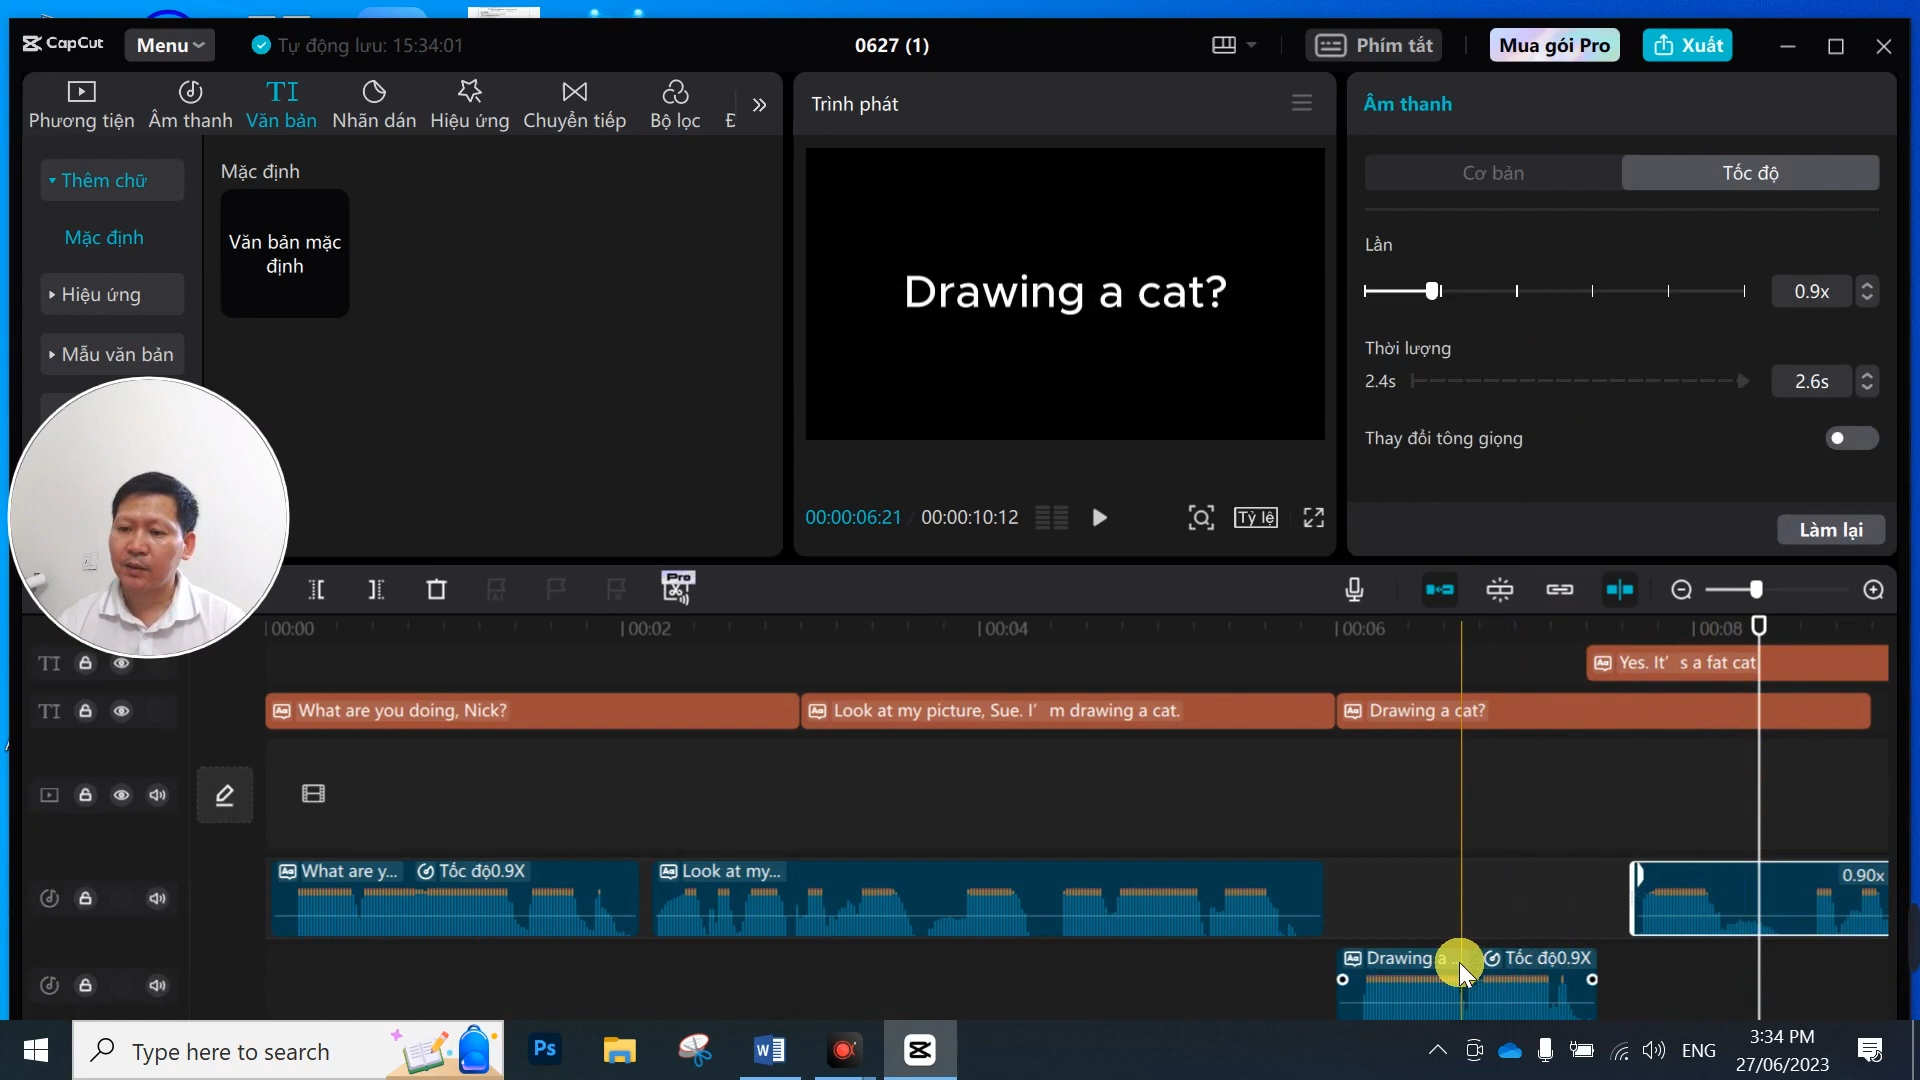 CapCut
Menu
Tự động lưu: 15:34:01
0627 (1)
Phím tắt
Mua gói Pro
Xuất
Phương tiện
Âm thanh
TI
Văn bản
Nhãn dán
Hiệu ứng
Chuyển tiếp
Bộ lọc
Thêm chữ
Mặc định
Hiệu ứng
Mẫu văn bản
Mặc định
Văn bản mặc
định
Trình phát
Drawing a cat?
00:00:06:21
00:00:10:12
Tỷ lệ
Âm thanh
Cơ bản
Tốc độ
Lần
0.9x
Thời lượng
2.4s
2.6s
Thay đổi tông giọng
Làm lại
Pro
00:00
00:02
00:04
00:06
00:08
TI
Yes. It’s a fat cat
TI
What are you doing, Nick?
Look at my picture, Sue. I’m drawing a cat.
Drawing a cat?
What are y...
Tốc độ0.9X
Look at my...
0.90x
Drawing a ...
Tốc độ0.9X
Type here to search
Ps
W
ENG
3:34 PM
27/06/2023